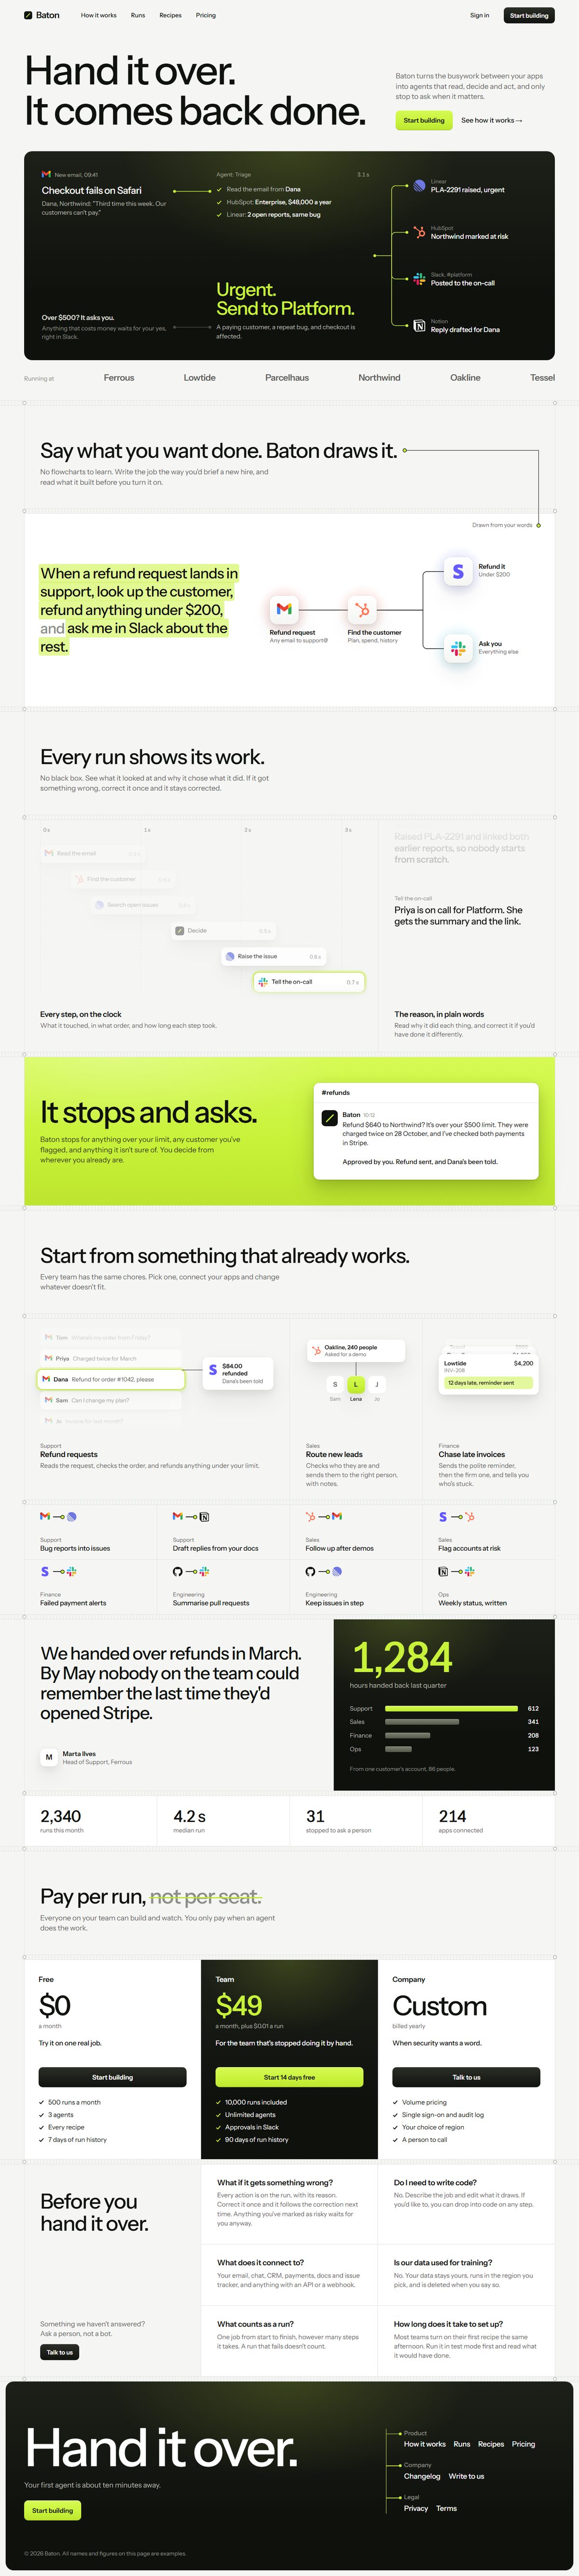 Baton
How it works
Runs
Recipes
Pricing
Sign in
Start building
Hand it over.
It comes back done.
Baton turns the busywork between your apps
into agents that read, decide and act, and only
stop to ask when it matters.
Start building
See how it works →
New email, 09:41
Checkout fails on Safari
Dana, Northwind: "Third time this week. Our
customers can't pay."
Over $500? It asks you.
Anything that costs money waits for your yes,
right in Slack.
Agent: Triage
3.1 s
Read the email from Dana
HubSpot: Enterprise, $48,000 a year
Linear: 2 open reports, same bug
Urgent.
Send to Platform.
A paying customer, a repeat bug, and checkout is
affected.
Linear
PLA-2291 raised, urgent
HubSpot
Northwind marked at risk
Slack, #platform
Posted to the on-call
Notion
Reply drafted for Dana
Running at
Ferrous
Lowtide
Parcelhaus
Northwind
Oakline
Tessel
Say what you want done. Baton draws it.
No flowcharts to learn. Write the job the way you'd brief a new hire, and
read what it built before you turn it on.
Drawn from your words
When a refund request lands in
support, look up the customer,
refund anything under $200,
and ask me in Slack about the
rest.
Refund request
Any email to support@
Find the customer
Plan, spend, history
Refund it
Under $200
Ask you
Everything else
Every run shows its work.
No black box. See what it looked at and why it chose what it did. If it got
something wrong, correct it once and it stays corrected.
0 s
1 s
2 s
3 s
Read the email
Find the customer
Search open issues
Decide
Raise the issue
0.6 s
Tell the on-call
0.7 s
Every step, on the clock
What it touched, in what order, and how long each step took.
Raised PLA-2291 and linked both
earlier reports, so nobody starts
from scratch.
Tell the on-call
Priya is on call for Platform. She
gets the summary and the link.
The reason, in plain words
Read why it did each thing, and correct it if you'd
have done it differently.
It stops and asks.
Baton stops for anything over your limit, any customer you've
flagged, and anything it isn't sure of. You decide from
wherever you already are.
#refunds
Baton 10:12
Refund $640 to Northwind? It's over your $500 limit. They were
charged twice on 28 October, and I've checked both payments
in Stripe.
Approved by you. Refund sent, and Dana's been told.
Start from something that already works.
Every team has the same chores. Pick one, connect your apps and change
whatever doesn't fit.
Tom
Priya Charged twice for March
Dana Refund for order #1042, please
Sam Can I change my plan?
$84.00
refunded
Dana's been told
Support
Refund requests
Reads the request, checks the order, and refunds anything under your limit.
Oakline, 240 people
Asked for a demo
S
L
J
Sam
Lena
Jo
Sales
Route new leads
Checks who they are and
sends them to the right person,
with notes.
Lowtide
$4,200
INV-208
12 days late, reminder sent
Finance
Chase late invoices
Sends the polite reminder,
then the firm one, and tells you
who's stuck.
Support
Bug reports into issues
Support
Draft replies from your docs
Sales
Follow up after demos
Sales
Flag accounts at risk
Finance
Failed payment alerts
Engineering
Summarise pull requests
Engineering
Keep issues in step
Ops
Weekly status, written
We handed over refunds in March.
By May nobody on the team could
remember the last time they'd
opened Stripe.
M
Marta Ilves
Head of Support, Ferrous
1,284
hours handed back last quarter
Support
612
Sales
341
Finance
208
Ops
123
From one customer's account, 86 people.
2,340
runs this month
4.2 s
median run
31
stopped to ask a person
214
apps connected
Pay per run, not per seat.
Everyone on your team can build and watch. You only pay when an agent
does the work.
Free
$0
a month
Try it on one real job.
Start building
500 runs a month
3 agents
Every recipe
7 days of run history
Team
$49
a month, plus $0.01 a run
For the team that's stopped doing it by hand.
Start 14 days free
10,000 runs included
Unlimited agents
Approvals in Slack
90 days of run history
Company
Custom
billed yearly
When security wants a word.
Talk to us
Volume pricing
Single sign-on and audit log
Your choice of region
A person to call
Before you
hand it over.
Something we haven't answered?
Ask a person, not a bot.
Talk to us
What if it gets something wrong?
Every action is on the run, with its reason.
Correct it once and it follows the correction next
time. Anything you've marked as risky waits for
you anyway.
Do I need to write code?
No. Describe the job and edit what it draws. If
you'd like to, you can drop into code on any step.
What does it connect to?
Your email, chat, CRM, payments, docs and issue
tracker, and anything with an API or a webhook.
Is our data used for training?
No. Your data stays yours, runs in the region you
pick, and is deleted when you say so.
What counts as a run?
One job from start to finish, however many steps
it takes. A run that fails doesn't count.
How long does it take to set up?
Most teams turn on their first recipe the same
afternoon. Run it in test mode first and read what
it would have done.
Hand it over.
Your first agent is about ten minutes away.
Start building
Product
How it works
Runs
Recipes
Pricing
Company
Changelog
Write to us
Legal
Privacy
Terms
© 2026 Baton. All names and figures on this page are examples.